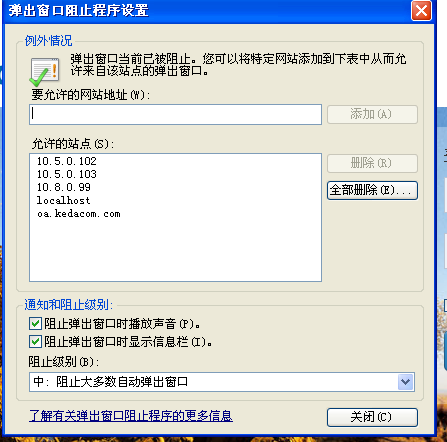 弹出窗口阻止程序设置
例外情况
弹出窗口当前已被阻止。您可以将特定网站添加到下表中从而允
许来自该站点的弹出窗口。
要允许的网站地址(W):
添加(A)
允许的站点(S):
10.5.0.102
10.5.0.103
10.8.0.99
localhost
oa.kedacom.com
删除(R)
全部删除(E)...
通知和阻止级别:
阻止弹出窗口时播放声音(P)。
阻止弹出窗口时显示信息栏(I)。
阻止级别(B):
中: 阻止大多数自动弹出窗口
了解有关弹出窗口阻止程序的更多信息
关闭(C)